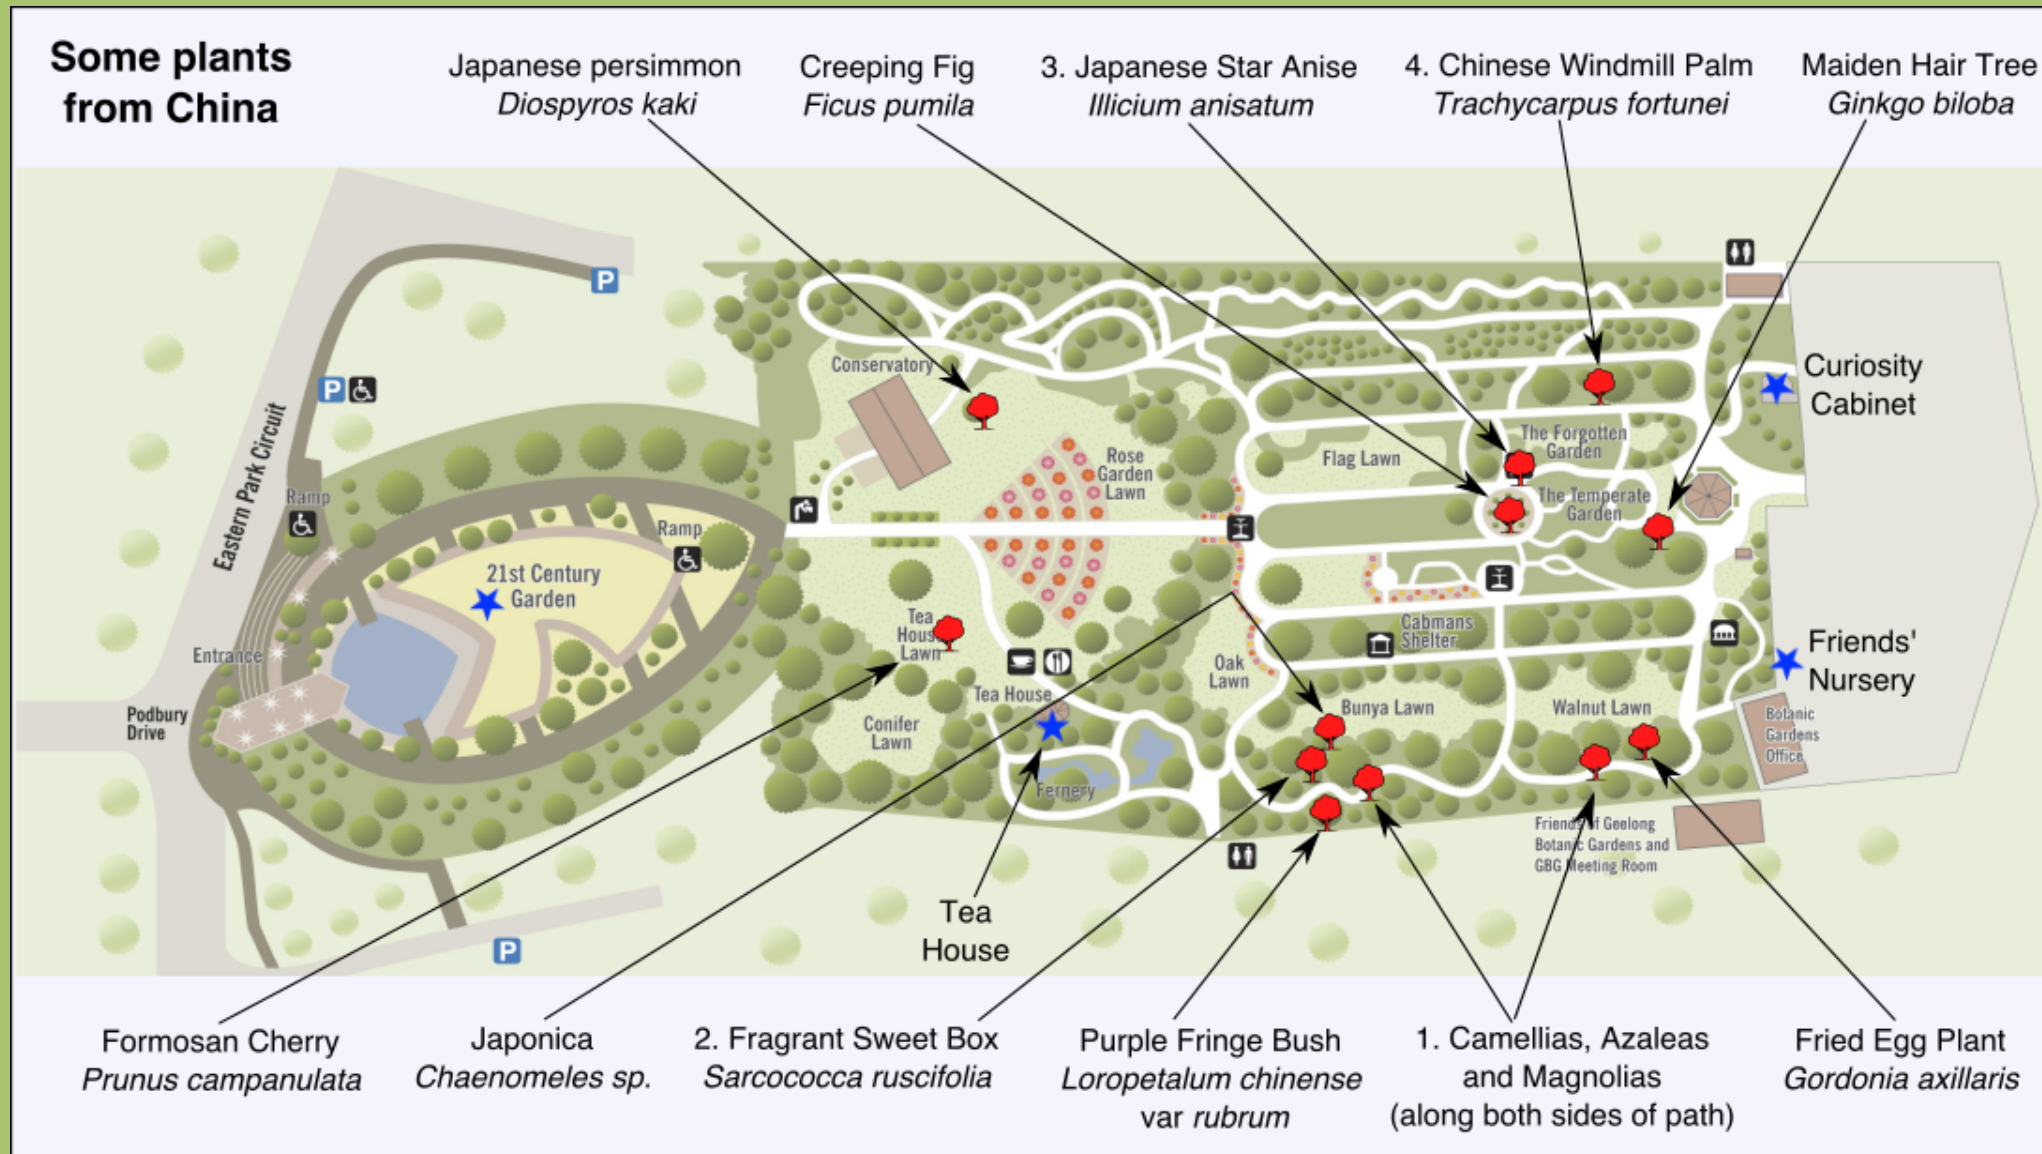 Some plants
from China
Japanese persimmon
Diospyros kaki
Creeping Fig
Ficus pumila
3. Japanese Star Anise
Illicium anisatum
4. Chinese Windmill Palm
Trachycarpus fortunei
Maiden Hair Tree
Ginkgo biloba
P
P
Eastern Park Circuit
Ramp
Ramp
21st Century
Garden
Entrance
Podbury
Drive
P
Conservatory
Rose
Garden
Lawn
Flag Lawn
The Forgotten
Garden
The Temperate
Garden
Curiosity
Cabinet
Tea
House
Lawn
Cabmans
Shelter
Oak
Lawn
Tea House
Conifer
Lawn
Bunya Lawn
Walnut Lawn
Friends'
Nursery
Botanic
Gardens
Office
Fernery
Friends of Geelong
Botanic Gardens and
GBG Meeting Room
Tea
House
Formosan Cherry
Prunus campanulata
Japonica
Chaenomeles sp.
2. Fragrant Sweet Box
Sarcococca ruscifolia
Purple Fringe Bush
Loropetalum chinense
var rubrum
1. Camellias, Azaleas
and Magnolias
(along both sides of path)
Fried Egg Plant
Gordonia axillaris